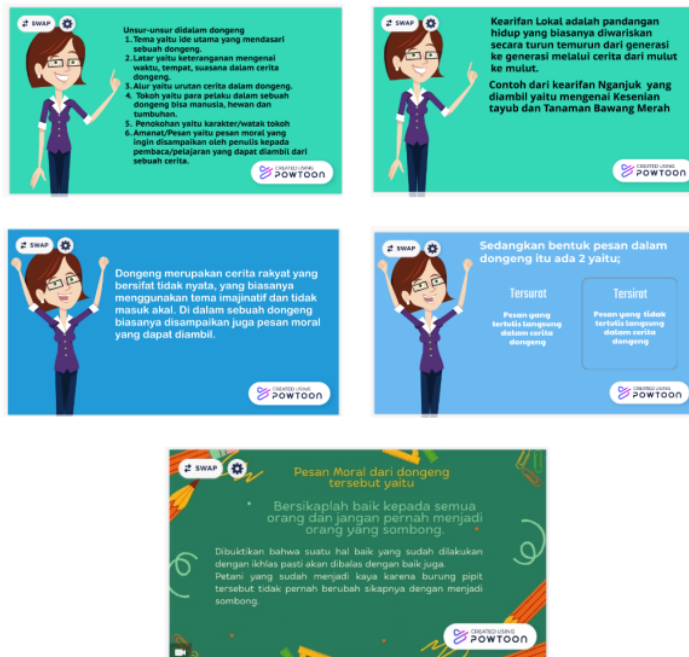 SWAP
Unsur-unsur didalam dongeng
1. Tema yaitu ide utama yang mendasari
sebuah dongeng.
2. Latar yaitu keteranganan mengenai
waktu, tempat, suasana dalam cerita
dongeng.
3. Alur yaitu urutan cerita dalam dongeng.
4. Tokoh yaitu para pelaku dalam sebuah
dongeng bisa manusia, hewan dan
tumbuhan.
5. Penokohan yaitu karakter/watak tokoh
6. Amanat/Pesan yaitu pesan moral yang
ingin disampaikan oleh penulis kepada
pembaca/pelajaran yang dapat diambil dari
sebuah cerita.
CREATED USING
POWTOON
SWAP
Kearifan Lokal adalah pandangan
hidup yang biasanya diwariskan
secara turun temurun dari generasi
ke generasi melalui cerita dari mulut
ke mulut.
Contoh dari kearifan Nganjuk yang
diambil yaitu mengenai Kesenian
tayub dan Tanaman Bawang Merah
CREATED USING
POWTOON
SWAP
Dongeng merupakan cerita rakyat yang
bersifat tidak nyata, yang biasanya
menggunakan tema imajinatif dan tidak
masuk akal. Di dalam sebuah dongeng
biasanya disampaikan juga pesan moral
yang dapat diambil.
CREATED USING
POWTOON
SWAP
Sedangkan bentuk pesan dalam
dongeng itu ada 2 yaitu;
Tersurat
Pesan yang
tertulis langsung
dalam cerita
dongeng
Tersirat
Pesan yang tidak
tertulis langsung
dalam cerita
dongeng
CREATED USING
POWTOON
SWAP
Pesan Moral dari dongeng
tersebut yaitu
Bersikaplah baik kepada semua
orang dan jangan pernah menjadi
orang yang sombong.
Dibuktikan bahwa suatu hal baik yang sudah dilakukan
dengan ikhlas pasti akan dibalas dengan baik juga.
Petani yang sudah menjadi kaya karena burung pipit
tersebut tidak pernah berubah sikapnya dengan menjadi
sombong.
CREATED USING
POWTOON